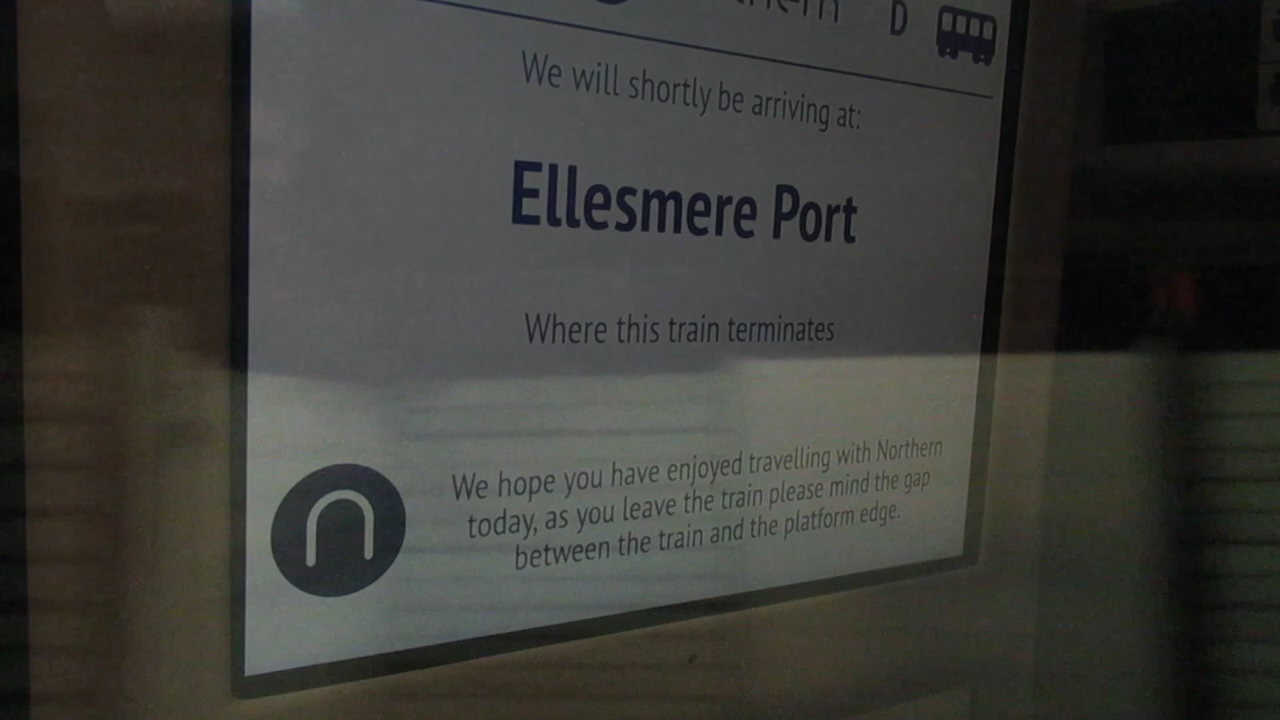 D
We will shortly be arriving at:
Ellesmere Port
Where this train terminates
We hope you have enjoyed travelling with Northern
today, as you leave the train please mind the gap
between the train and the platform edge.